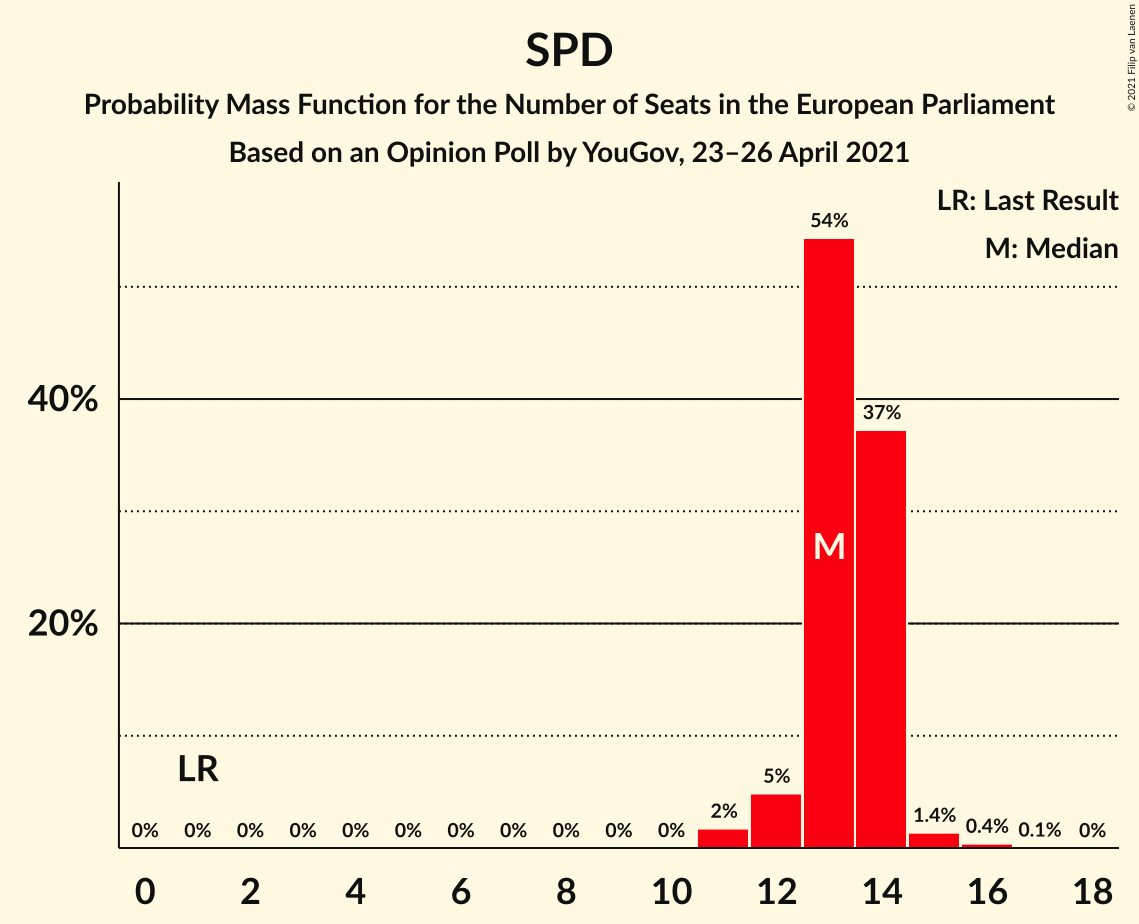 © 2021 Filip van Laenen
SPD
Probability Mass Function for the Number of Seats in the European Parliament
Based on an Opinion Poll by YouGov, 23–26 April 2021
LR: Last Result
M: Median
54%
40%
37%
M
20%
LR
5%
2%
1.4%
0.4%
0% 0% 0% 0% 0% 0% 0% 0% 0% 0% 0% 0.1% 0%
0 2 4 6 8 10 12 14 16 18